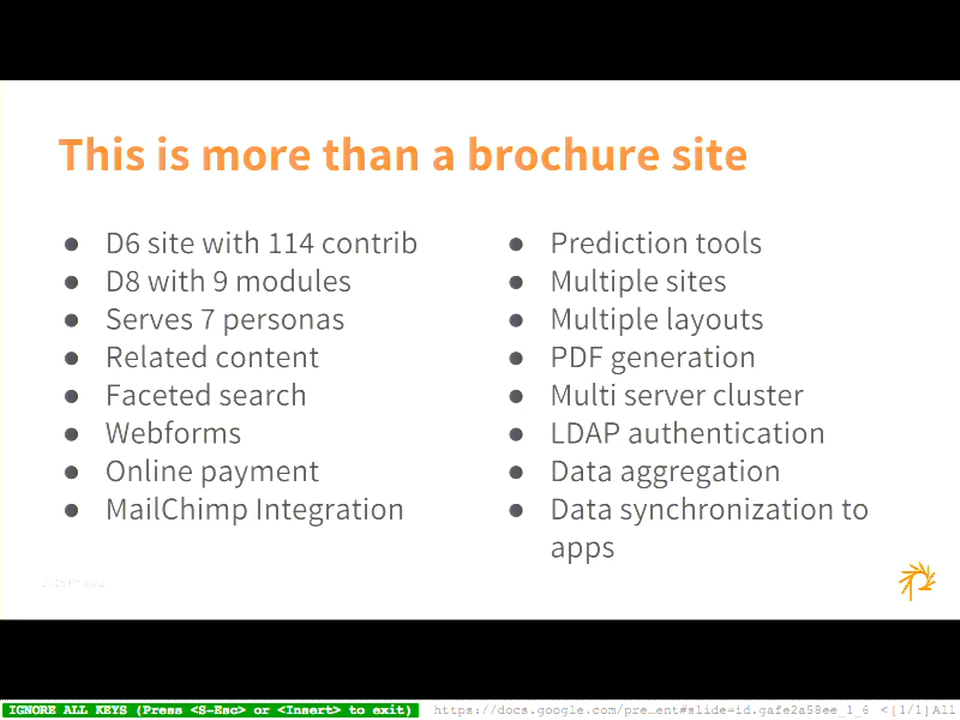 This is more than a brochure site
D6 site with 114 contrib
D8 with 9 modules
Serves 7 personas
Related content
Faceted search
Webforms
Online payment
MailChimp Integration
Prediction tools
Multiple sites
Multiple layouts
PDF generation
Multi server cluster
LDAP authentication
Data aggregation
Data synchronization to
apps
IGNORE ALL KEYS (Press <S-Esc> or <Insert> to exit) https://docs.google.com/pre…ent#slide=id.gafe2a58ee_1_6 <(1/1)All